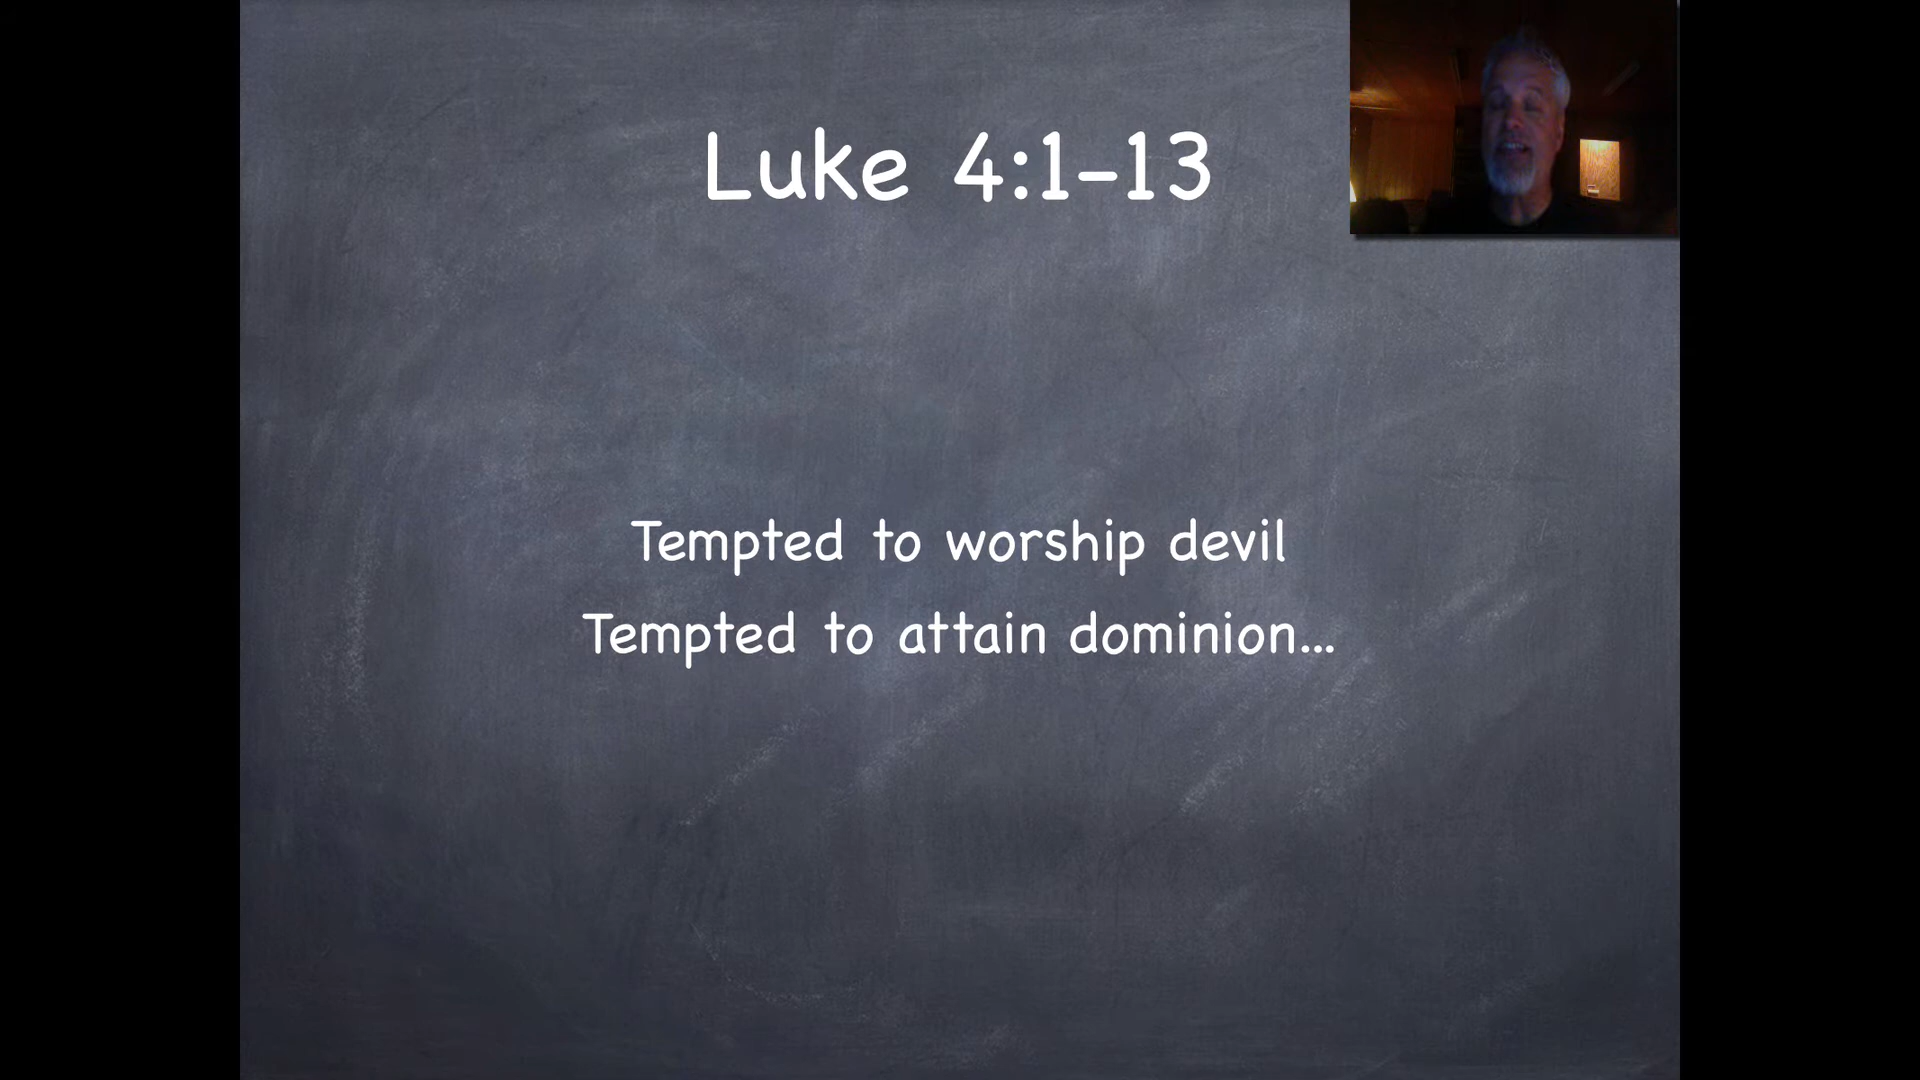 Luke 4:1-13
Tempted to worship devil
Tempted to attain dominion...